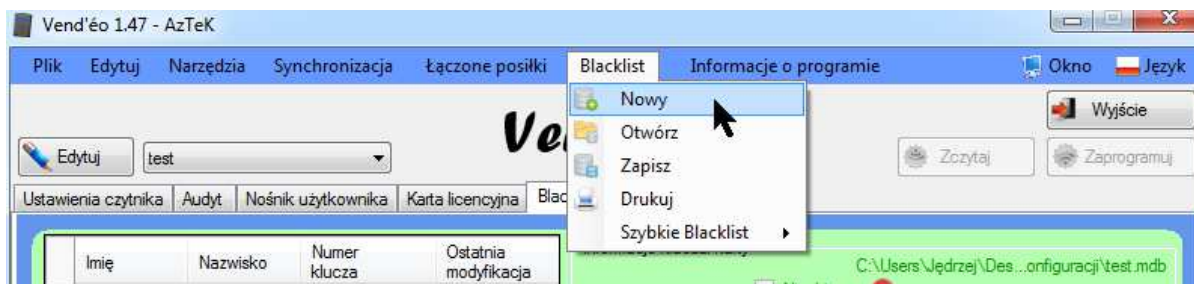 Vend'éo 1.47 - AzTeK
Plik Edytuj Narzędzia Synchronizacja Łączone posiłki Blacklist Informacje o programie Okno Język
Nowy
Otwórz
Zapisz
Drukuj
Szybkie Blacklist
Wyjście
Edytuj test Zczytaj Zaprogramuj
Ustawienia czytnika Audyt Nośnik użytkownika Karta licencyjna
Imię Nazwisko Numer klucza Ostatnia modyfikacja
C:\Users\Jędrzej\Des...onfiguracji\test.mdb